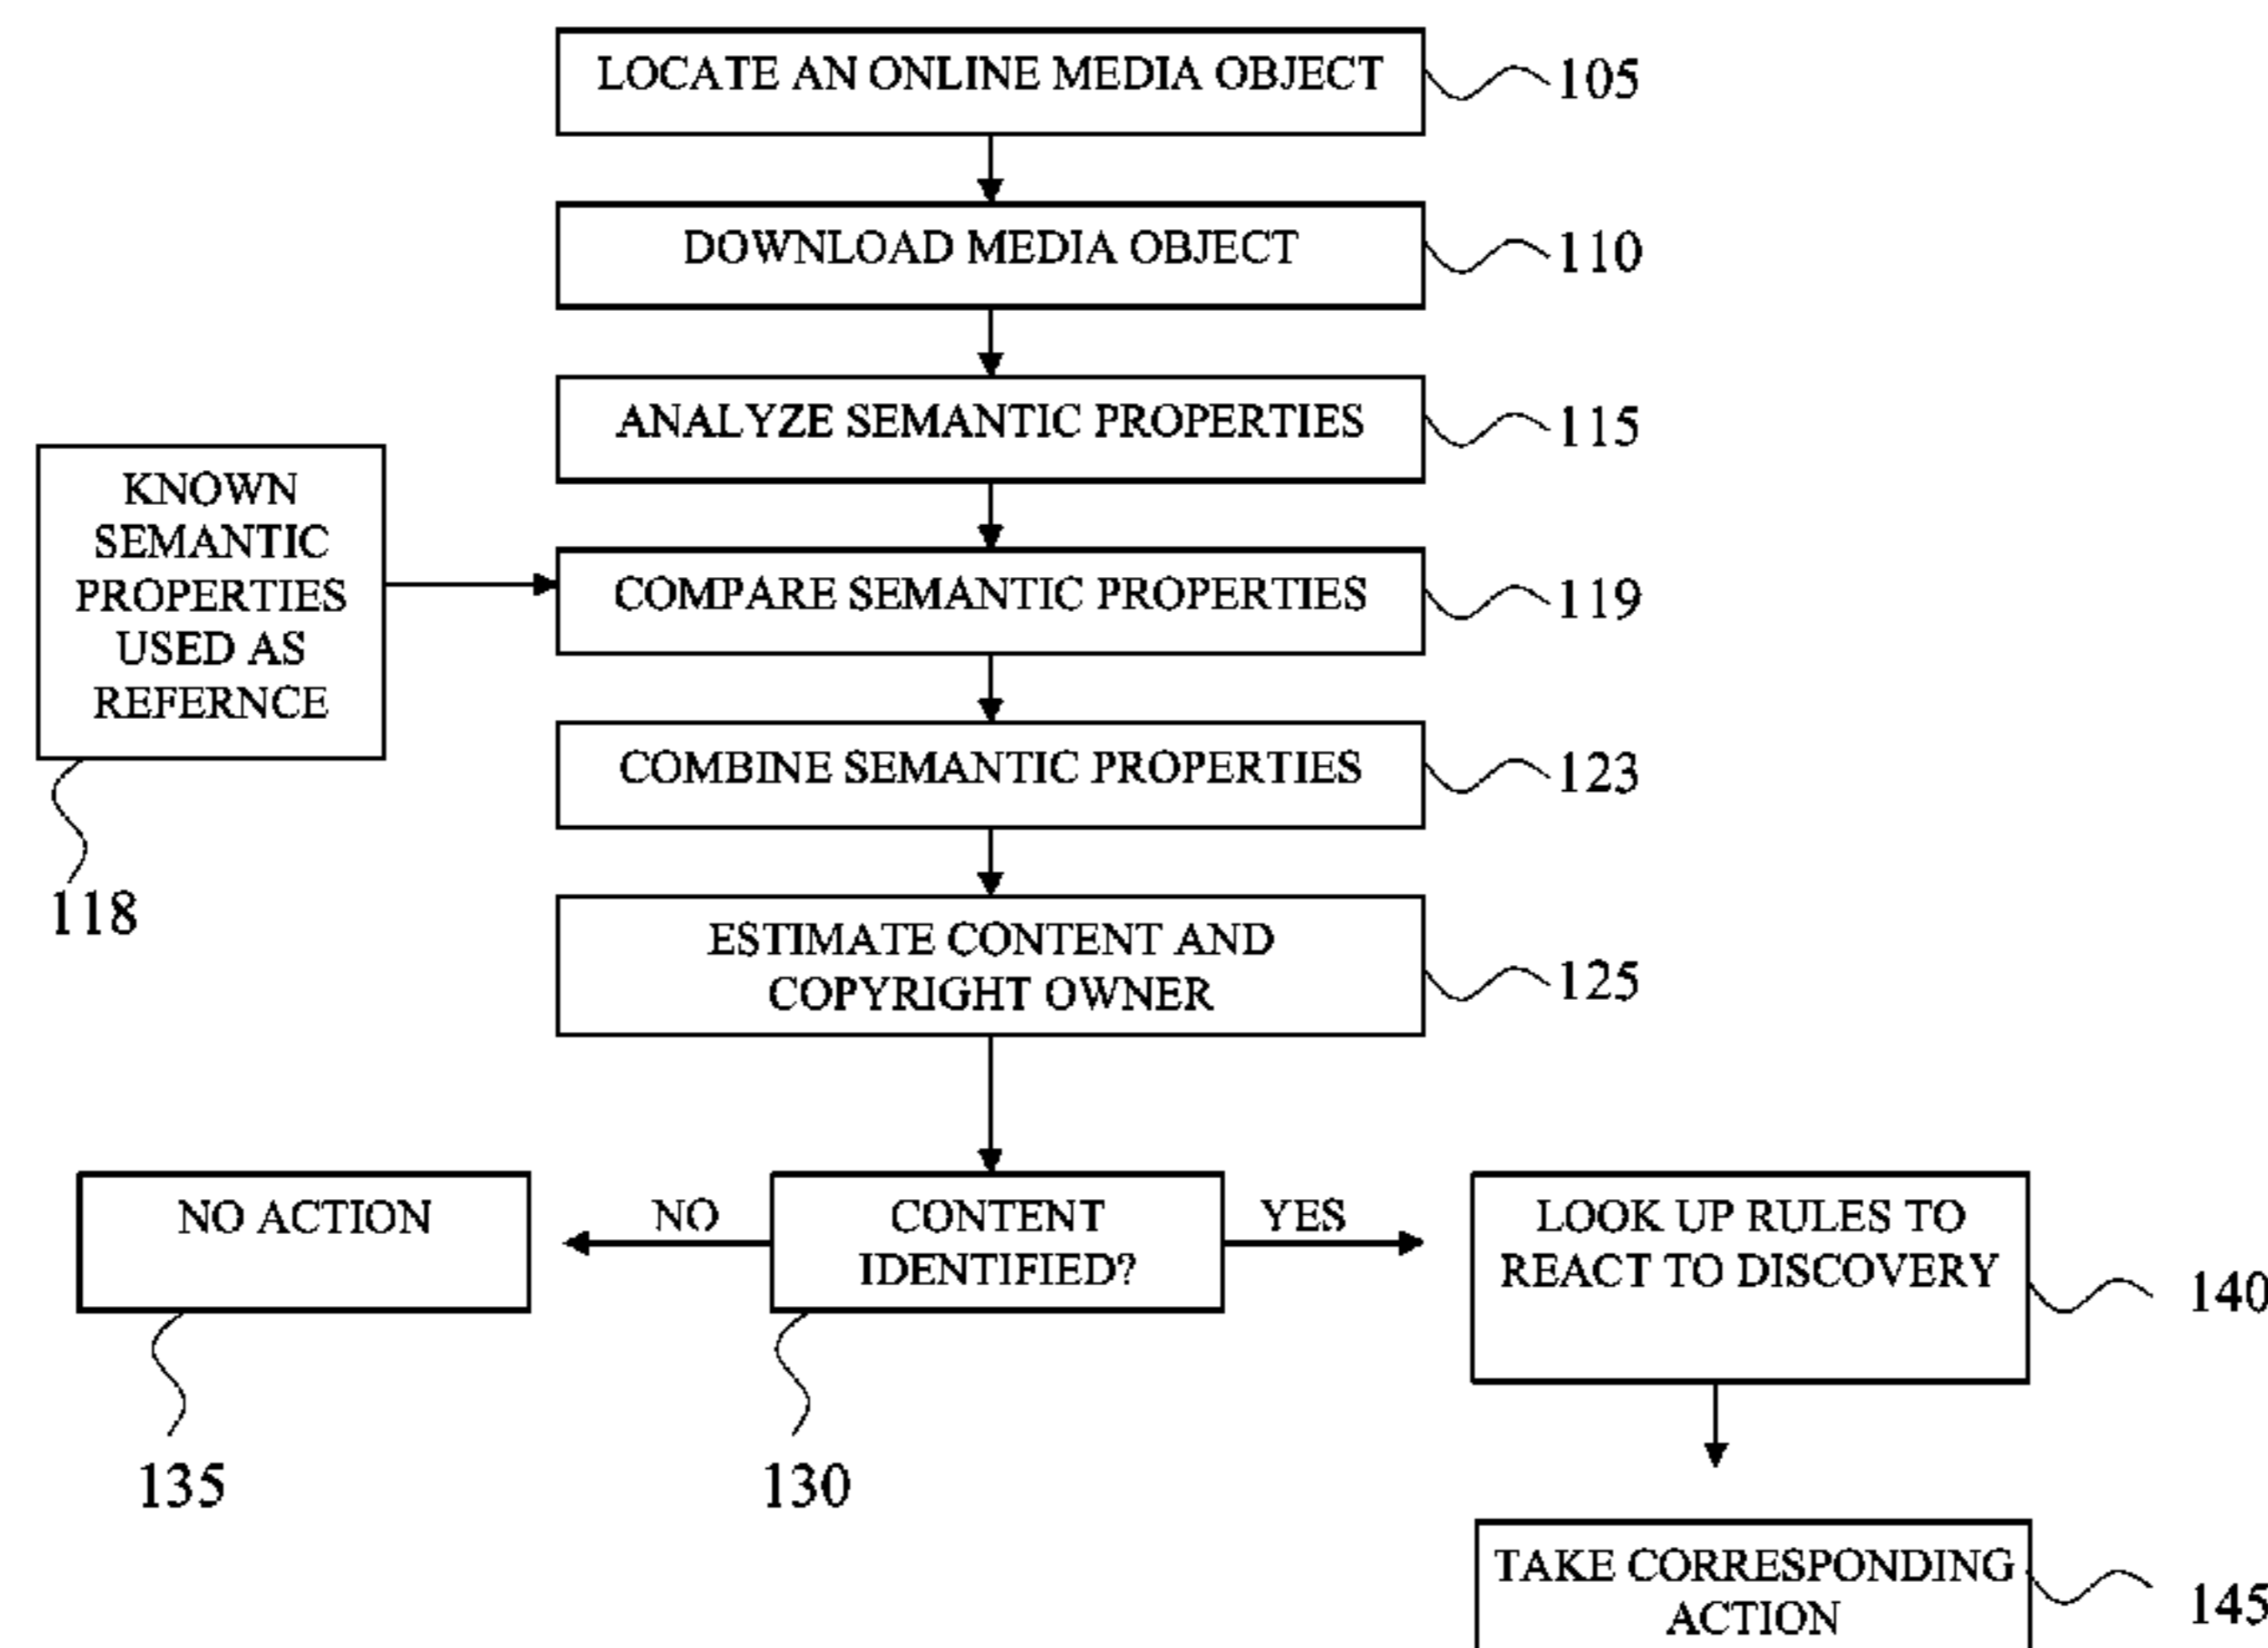 LOCATE AN ONLINE MEDIA OBJECT
105
DOWNLOAD MEDIA OBJECT
110
ANALYZE SEMANTIC PROPERTIES
115
KNOWN
SEMANTIC
PROPERTIES
USED AS
REFERNCE
118
COMPARE SEMANTIC PROPERTIES
119
COMBINE SEMANTIC PROPERTIES
123
ESTIMATE CONTENT AND
COPYRIGHT OWNER
125
NO ACTION
135
NO
CONTENT
IDENTIFIED?
130
YES
LOOK UP RULES TO
REACT TO DISCOVERY
140
TAKE CORRESPONDING
ACTION
145